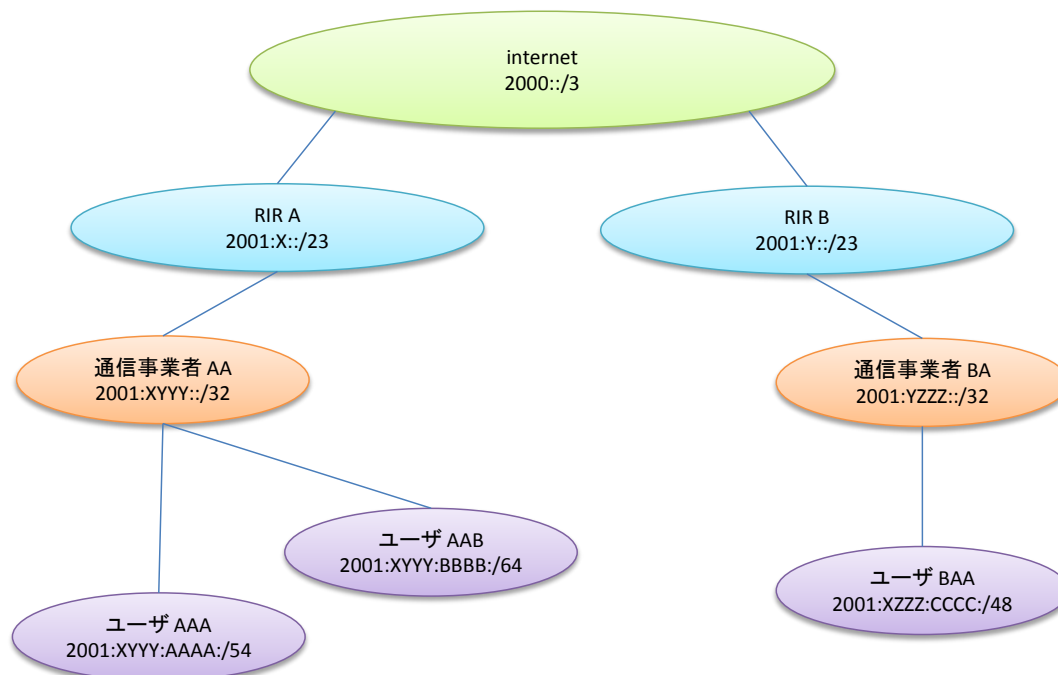 internet
2000::/3
RIR A
2001:X::/23
RIR B
2001:Y::/23
通信事業者 AA
2001:XYYY::/32
通信事業者 BA
2001:YZZZ::/32
ユーザ AAB
2001:XYYY:BBBB:/64
ユーザ BAA
2001:XZZZ:CCCC:/48
ユーザ AAA
2001:XYYY:AAAA:/54